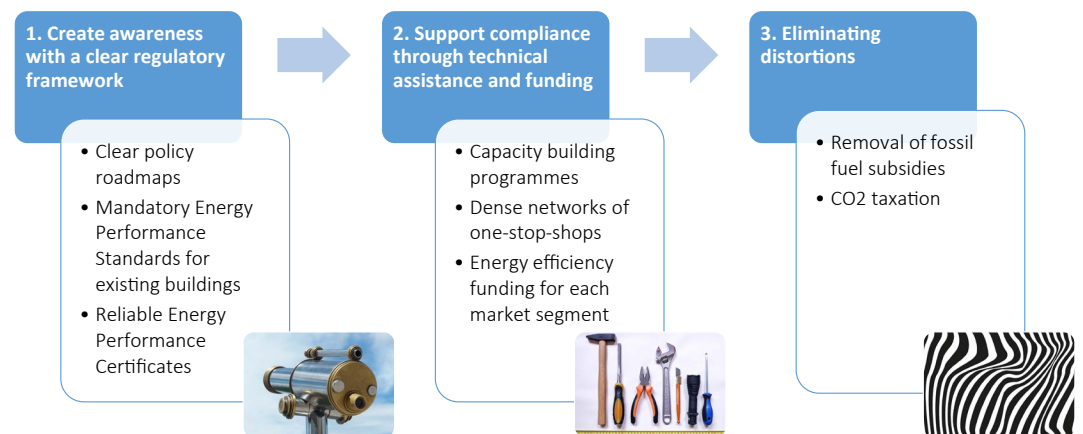 1. Create awareness
with a clear regulatory
framework
• Clear policy
roadmaps
• Mandatory Energy
Performance
Standards for
existing buildings
• Reliable Energy
Performance
Certificates
2. Support compliance
through technical
assistance and funding
• Capacity building
programmes
• Dense networks of
one-stop-shops
• Energy efficiency
funding for each
market segment
3. Eliminating
distortions
• Removal of fossil
fuel subsidies
• CO2 taxation